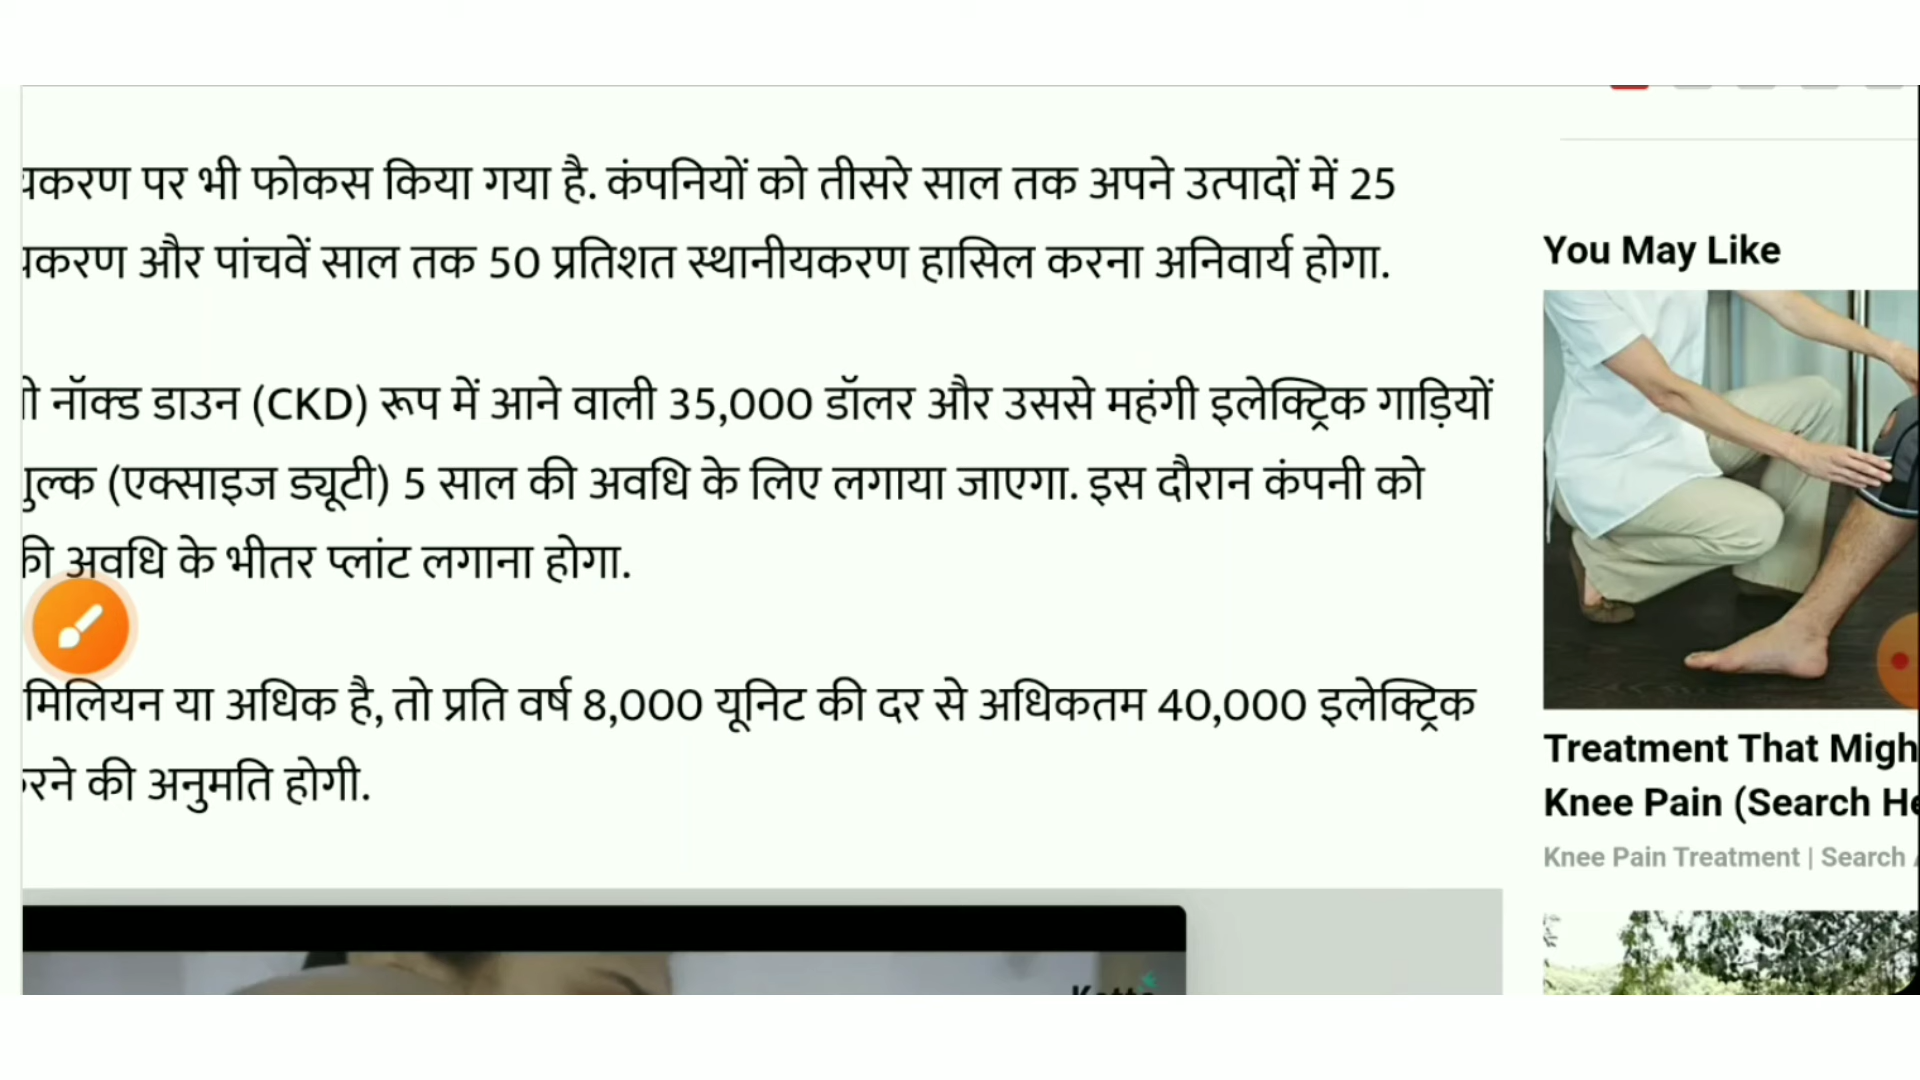 पर भी फोकस किया गया है. कंपनियों को तीसरे साल तक अपने उत्पादों में 25
और पांचवें साल तक 50 प्रतिशत स्थानीयकरण हासिल करना अनिवार्य होगा.
नॉक्ड डाउन (CKD) रूप में आने वाली 35,000 डॉलर और उससे महंगी इलेक्ट्रिक गाड़ियों
(एक्साइज ड्यूटी) 5 साल की अवधि के लिए लगाया जाएगा. इस दौरान कंपनी को
की अवधि के भीतर प्लांट लगाना होगा.
मिलियन या अधिक है, तो प्रति वर्ष 8,000 यूनिट की दर से अधिकतम 40,000 इलेक्ट्रिक
की अनुमति होगी.
You May Like
Treatment That Migh
Knee Pain (Search He
Knee Pain Treatment | Search